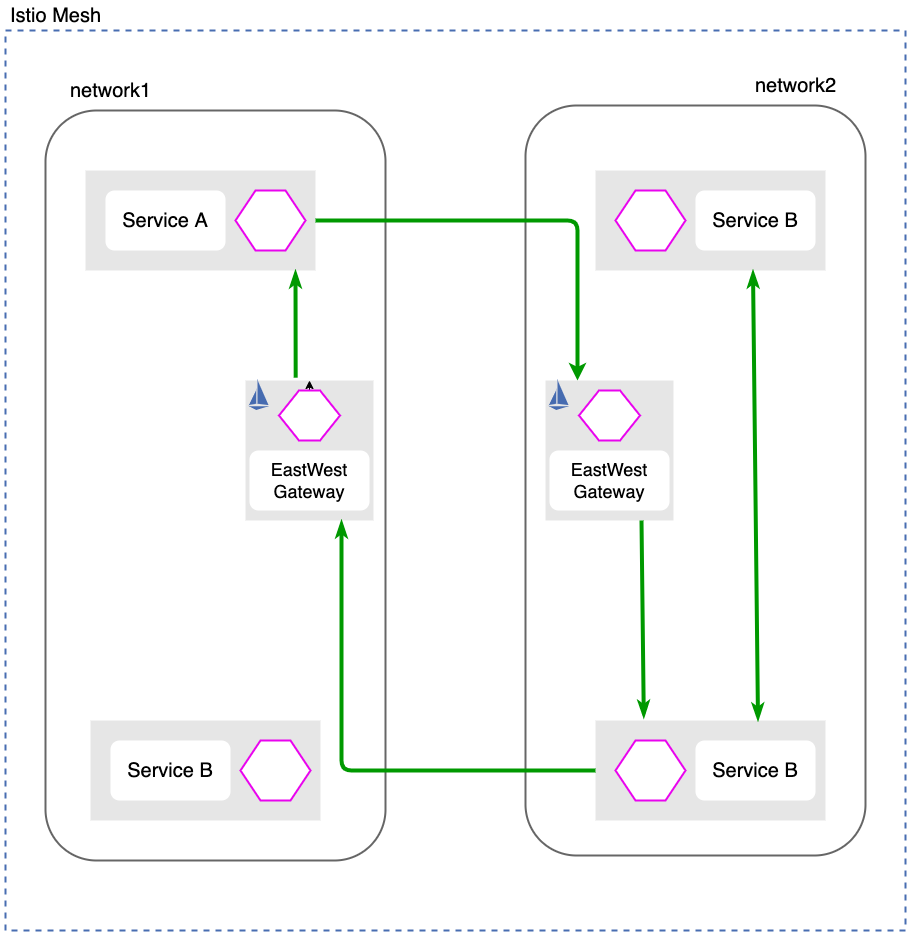 Istio Mesh
network1
network2
Service A
Service B
EastWest
Gateway
EastWest
Gateway
Service B
Service B